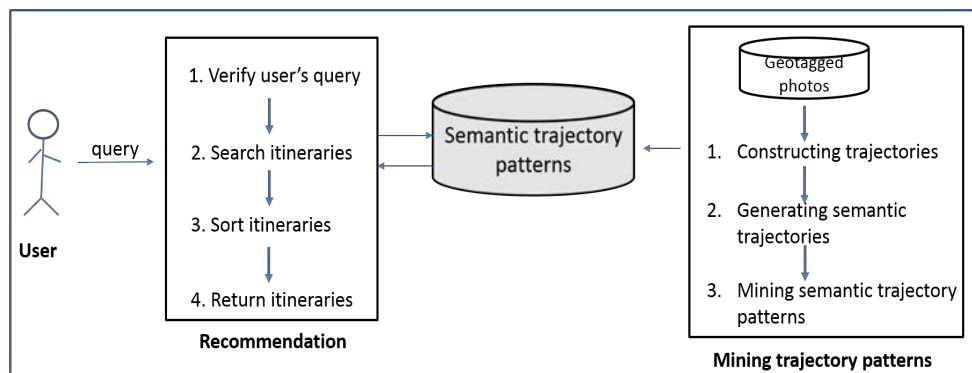 query
User
1. Verify user's query
2. Search itineraries
3. Sort itineraries
4. Return itineraries
Recommendation
Semantic trajectory
patterns
Geotagged
photos
1. Constructing trajectories
2. Generating semantic
trajectories
3. Mining semantic trajectory
patterns
Mining trajectory patterns